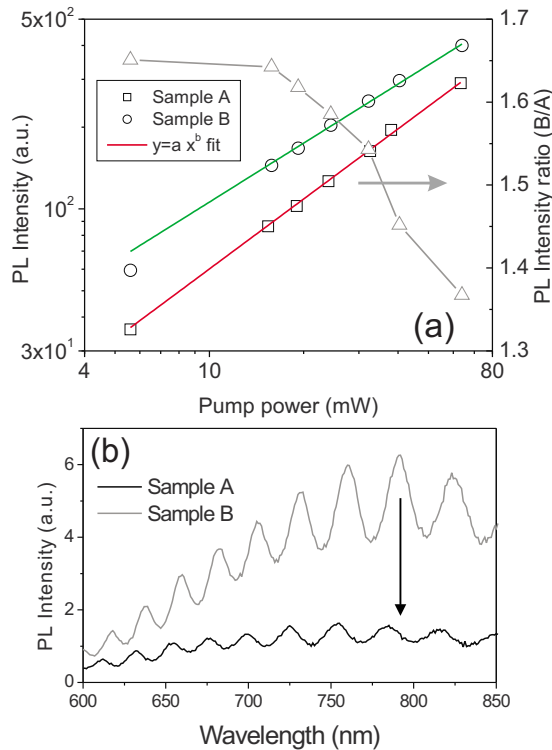 5x10²
1.7
Sample A
Sample B
y=a xᵇ fit
1.6
10²
1.5
1.4
(a)
3x10¹
1.3
4
10
80
PL Intensity (a.u.)
PL Intensity ratio (B/A)
Pump power (mW)
(b)
6
Sample A
Sample B
4
2
0
600
650
700
750
800
850
PL Intensity (a.u.)
Wavelength (nm)